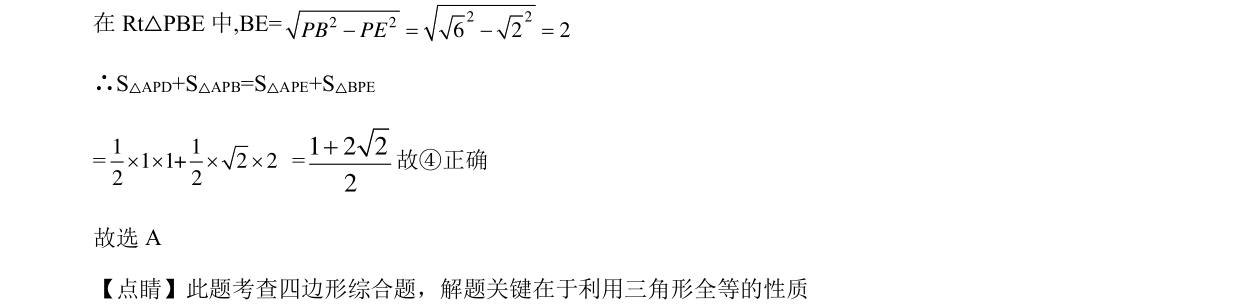 在 Rt△PBE 中,BE=√(PB²－PE²) = √(√6²－√2²) = 2
∴S△APD+S△APB=S△APE+S△BPE
=1/2×1×1+1/2×√2×2 =(1+2√2)/2 故④正确
故选 A
【点睛】此题考查四边形综合题，解题关键在于利用三角形全等的性质